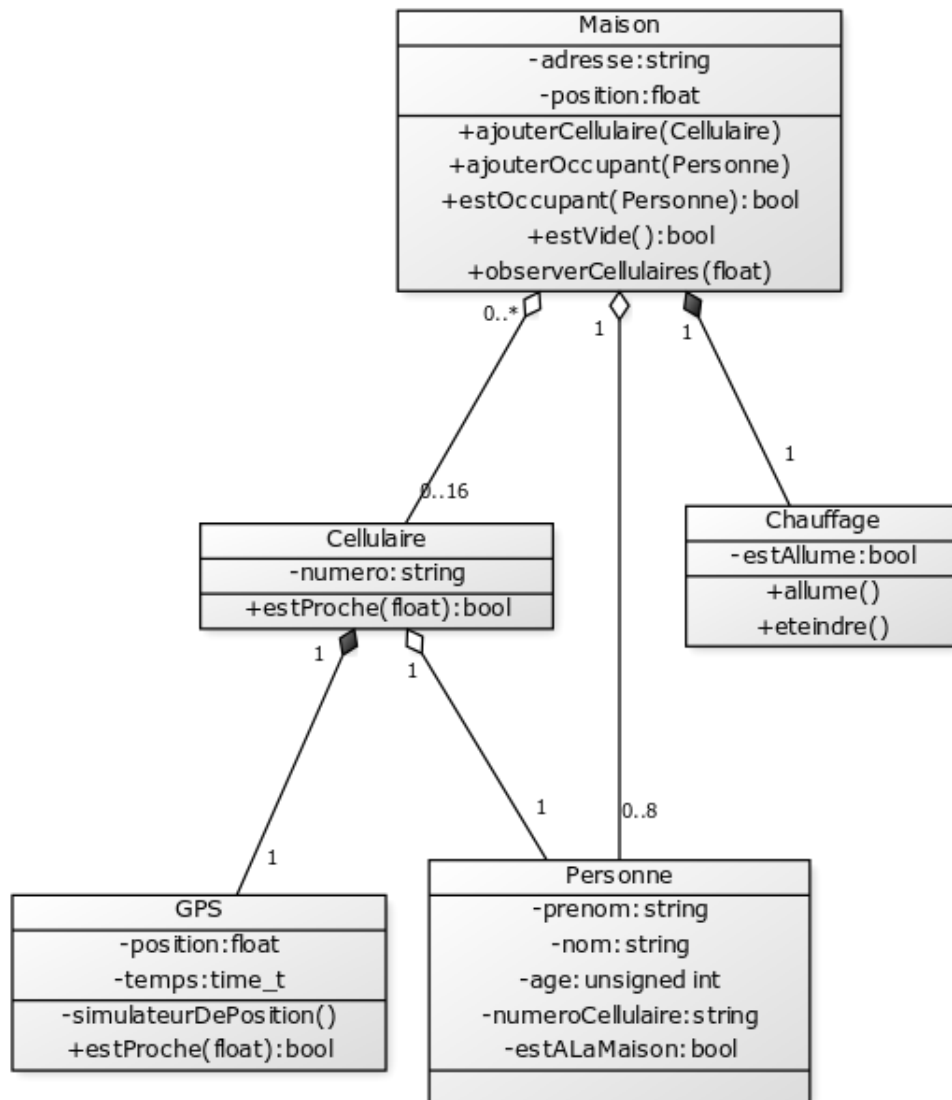 Maison
-adresse:string
-position:float
+ajouterCellulaire(Cellulaire)
+ajouterOccupant(Personne)
+estOccupant(Personne):bool
+estVide():bool
+observerCellulaires(float)
0..*
1
1
1
0..16
Cellulaire
-numero:string
+estProche(float):bool
Chauffage
-estAllume:bool
+allume()
+eteindre()
1
1
1
1
0..8
GPS
-position:float
-temps:time_t
-simulateurDePosition()
+estProche(float):bool
Personne
-prenom:string
-nom:string
-age:unsigned int
-numeroCellulaire:string
-estALaMaison:bool